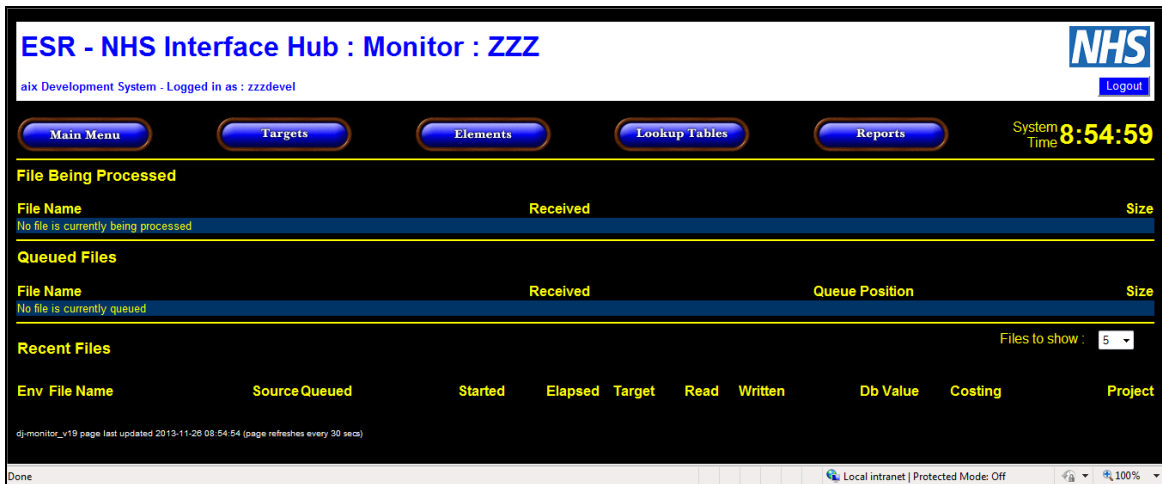 ESR - NHS Interface Hub : Monitor : ZZZ
NHS
aix Development System - Logged in as : zzzdevel
Logout
Main Menu Targets Elements Lookup Tables Reports System Time 8:54:59
File Being Processed
File Name Received Size
No file is currently being processed
Queued Files
File Name Received Queue Position Size
No file is currently queued
Recent Files Files to show : 5
Env File Name Source Queued Started Elapsed Target Read Written Db Value Costing Project
dj-monitor_v19 page last updated 2013-11-26 08:54:54 (page refreshes every 30 secs)
Done Local intranet | Protected Mode: Off 100%